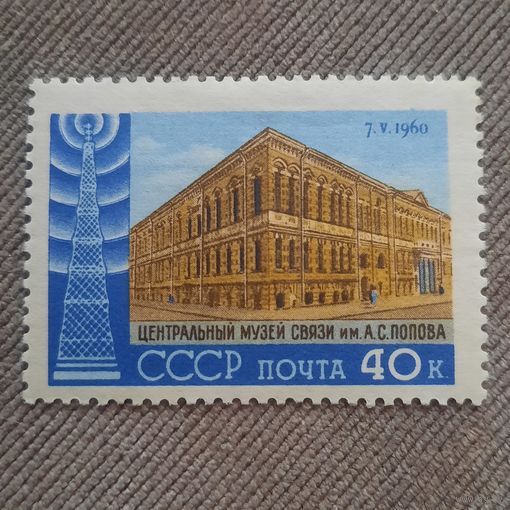 7.V.1960
ЦЕНТРАЛЬНЫЙ МУЗЕЙ СВЯЗИ ИМ. А.С. ПОПОВА
СССР ПОЧТА 40 К.